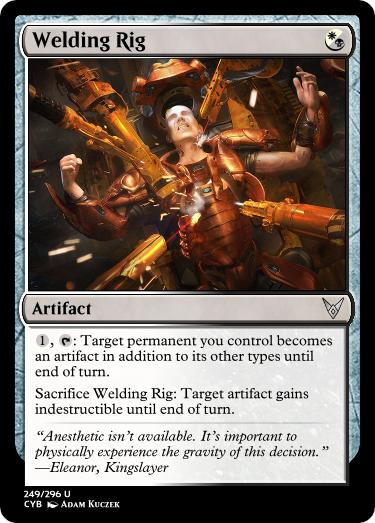 Welding Rig
Artifact
1, T: Target permanent you control becomes
an artifact in addition to its other types until
end of turn.
Sacrifice Welding Rig: Target artifact gains
indestructible until end of turn.
“Anesthetic isn’t available. It’s important to
physically experience the gravity of this decision.”
—Eleanor, Kingslayer
249/296 U
CYB Adam Kuczek